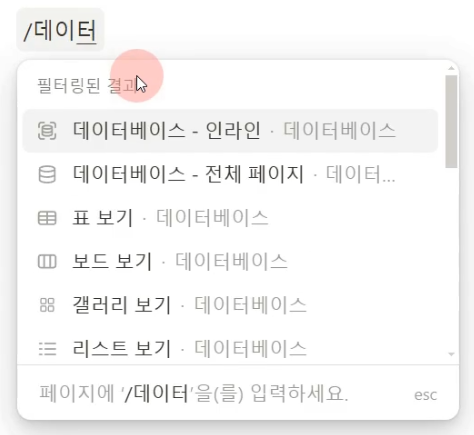 /데이터
필터링된 결과
데이터베이스 - 인라인 · 데이터베이스
데이터베이스 - 전체 페이지 · 데이터...
표 보기 · 데이터베이스
보드 보기 · 데이터베이스
갤러리 보기 · 데이터베이스
리스트 보기 · 데이터베이스
페이지에 '/데이터'을(를) 입력하세요. esc